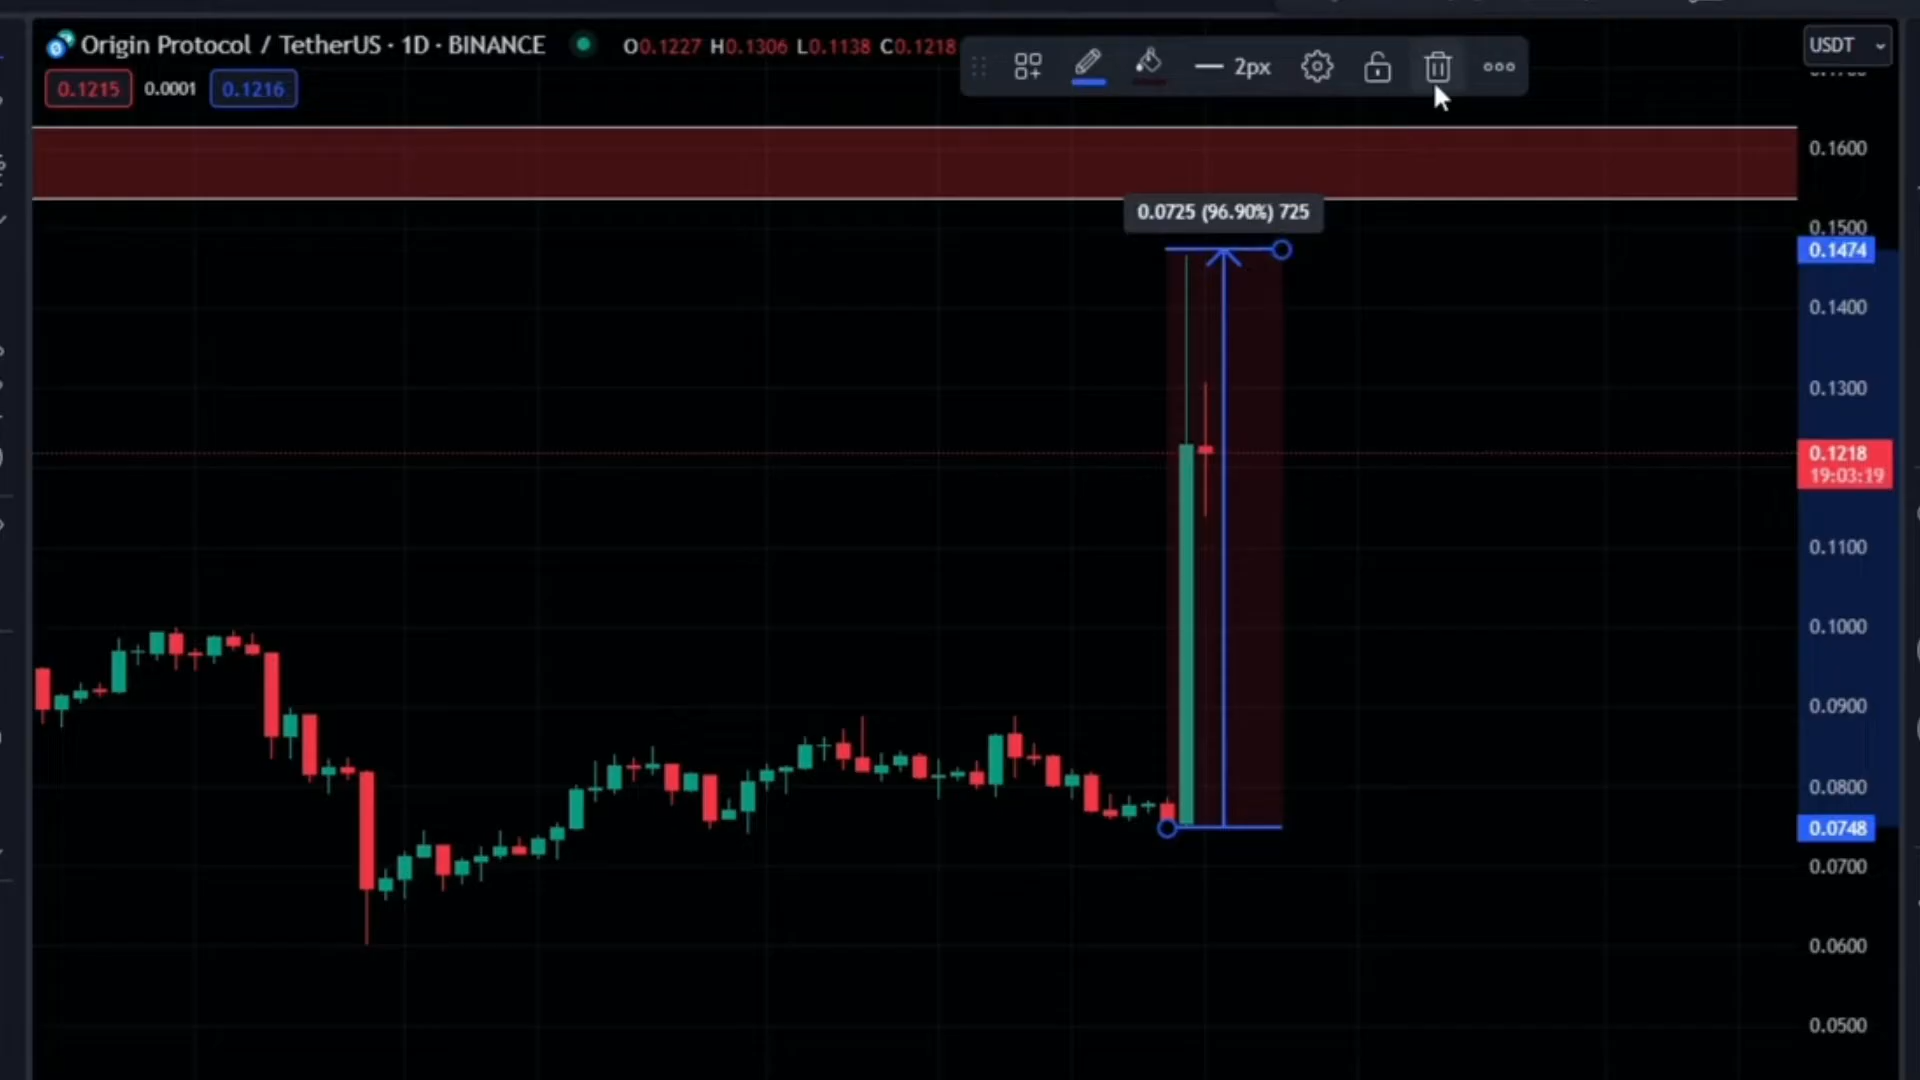 Origin Protocol / TetherUS · 1D · BINANCE
O0.1227 H0.1306 L0.1138 C0.1218
0.1215 0.0001 0.1216
2px
USDT
0.1600
0.0725 (96.90%) 725
0.1500
0.1474
0.1400
0.1300
0.1218
19:03:19
0.1100
0.1000
0.0900
0.0800
0.0748
0.0700
0.0600
0.0500